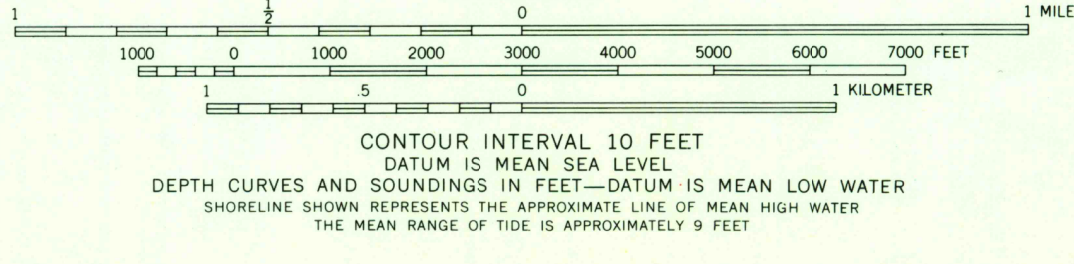 1 1/2 0 1 MILE
1000 0 1000 2000 3000 4000 5000 6000 7000 FEET
1 .5 0 1 KILOMETER
CONTOUR INTERVAL 10 FEET
DATUM IS MEAN SEA LEVEL
DEPTH CURVES AND SOUNDINGS IN FEET—DATUM IS MEAN LOW WATER
SHORELINE SHOWN REPRESENTS THE APPROXIMATE LINE OF MEAN HIGH WATER
THE MEAN RANGE OF TIDE IS APPROXIMATELY 9 FEET